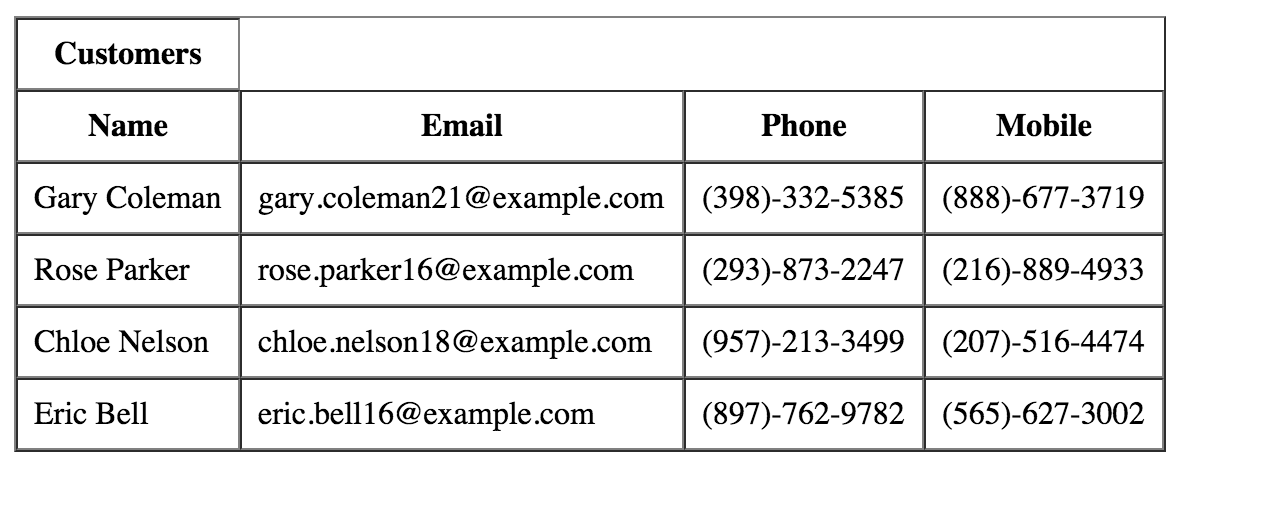 Customers
Name Email Phone Mobile
Gary Coleman gary.coleman21@example.com (398)-332-5385 (888)-677-3719
Rose Parker rose.parker16@example.com (293)-873-2247 (216)-889-4933
Chloe Nelson chloe.nelson18@example.com (957)-213-3499 (207)-516-4474
Eric Bell eric.bell16@example.com (897)-762-9782 (565)-627-3002